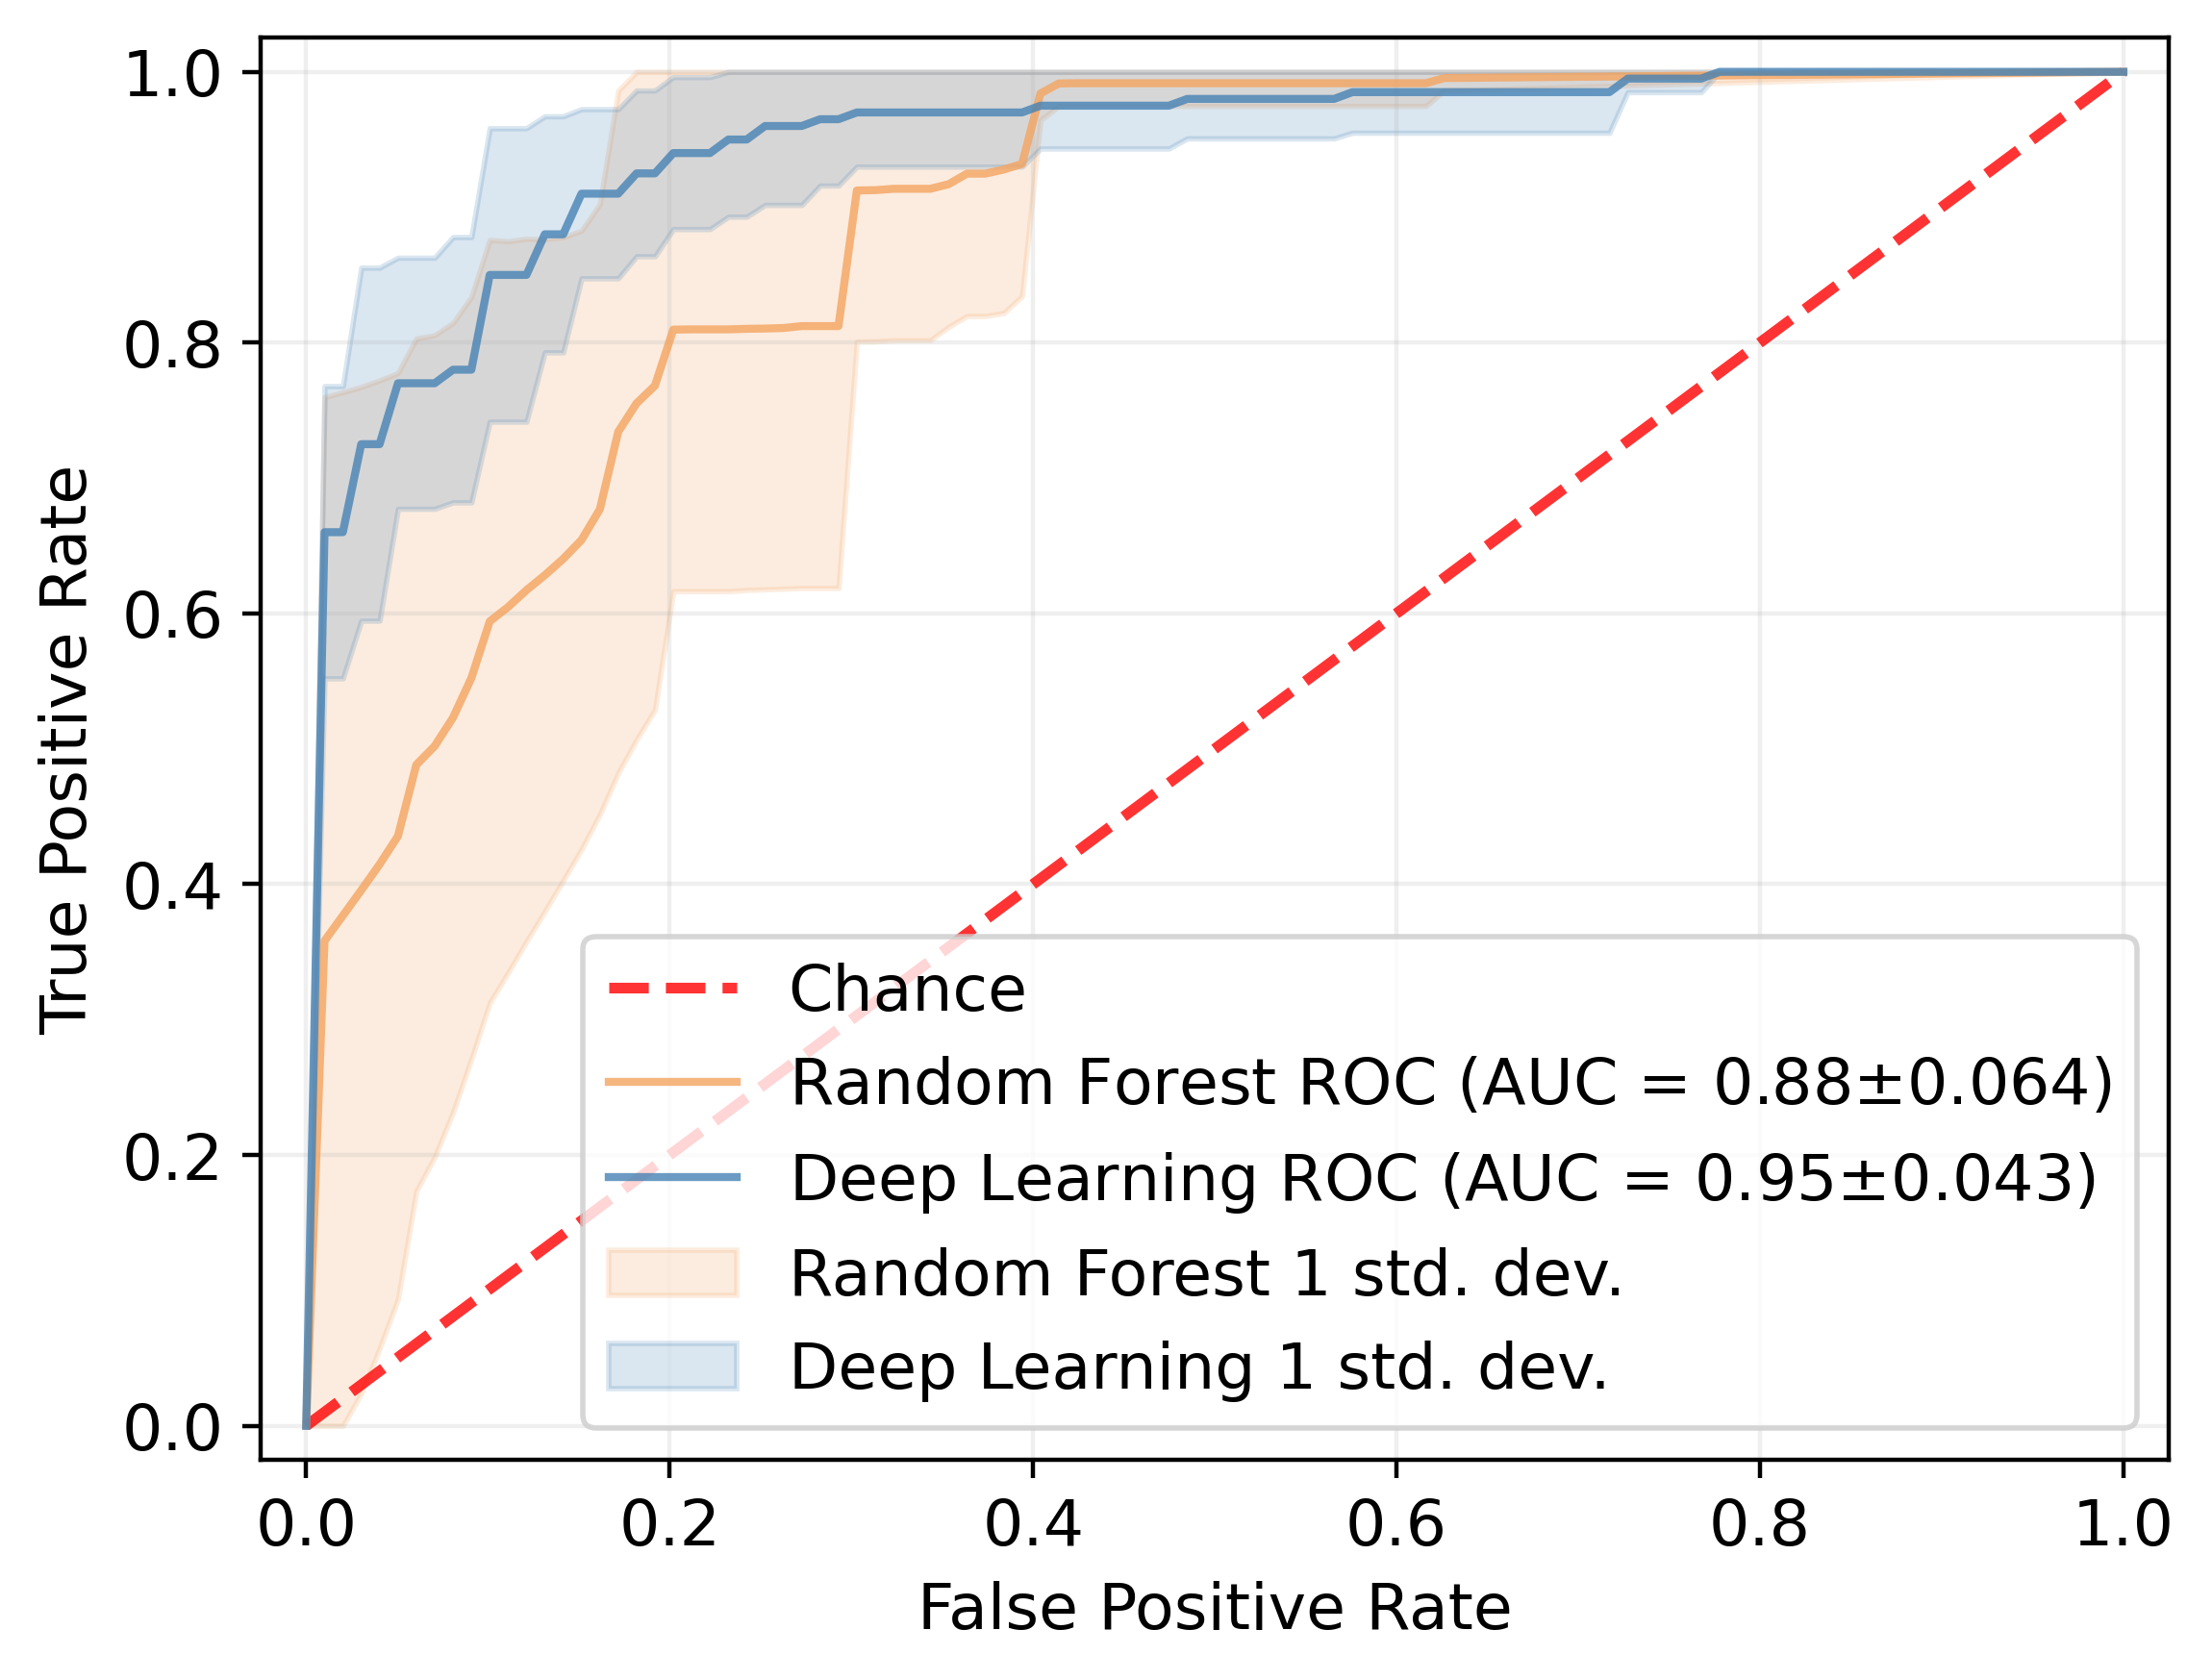 True Positive Rate
1.0
0.8
0.6
0.4
0.2
0.0
Chance
Random Forest ROC (AUC = 0.88±0.064)
Deep Learning ROC (AUC = 0.95±0.043)
Random Forest 1 std. dev.
Deep Learning 1 std. dev.
0.0 0.2 0.4 0.6 0.8 1.0
False Positive Rate